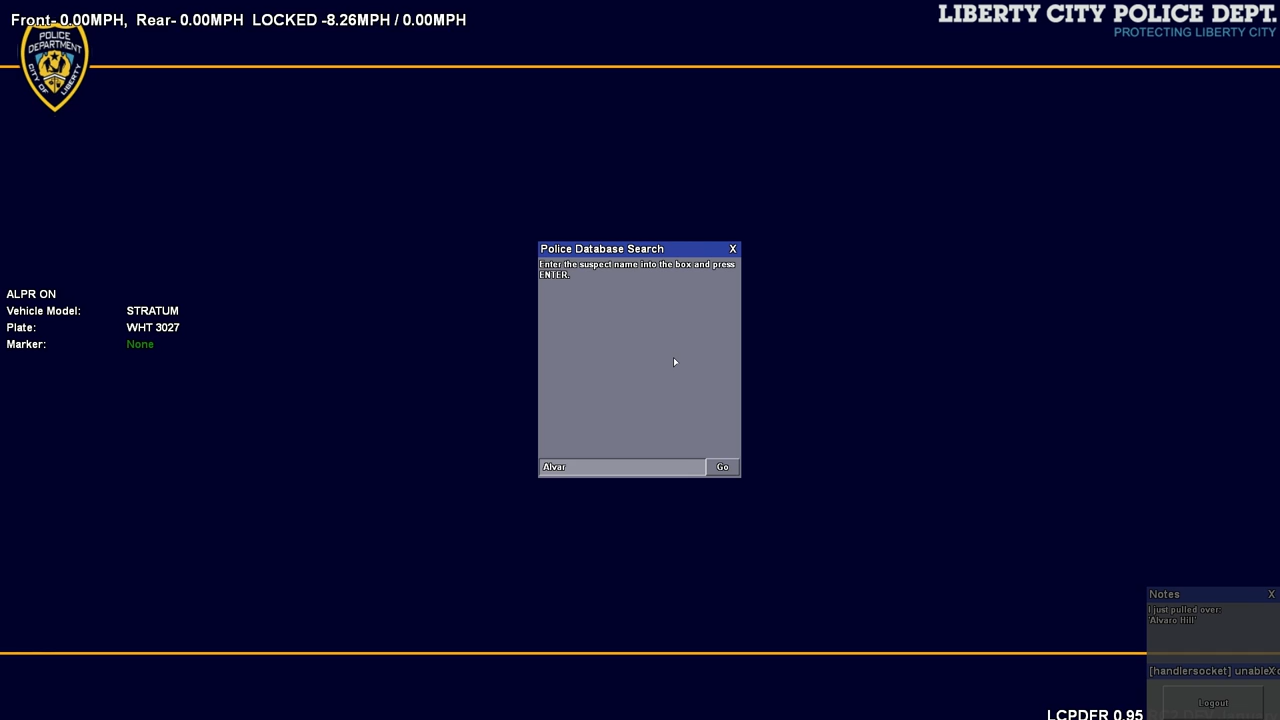 Front- 0.00MPH, Rear- 0.00MPH LOCKED -8.26MPH / 0.00MPH
LIBERTY CITY POLICE DEPT.
PROTECTING LIBERTY CITY
POLICE
DEPARTMENT
CITY OF LIBERTY
Police Database Search X
Enter the suspect name into the box and press
ENTER.
ALPR ON
Vehicle Model: STRATUM
Plate: WHT 3027
Marker: None
Alvar Go
Notes X
I just pulled over:
'Alvaro Hill'
[handlersocket] unable
Logout
LCPDFR 0.95